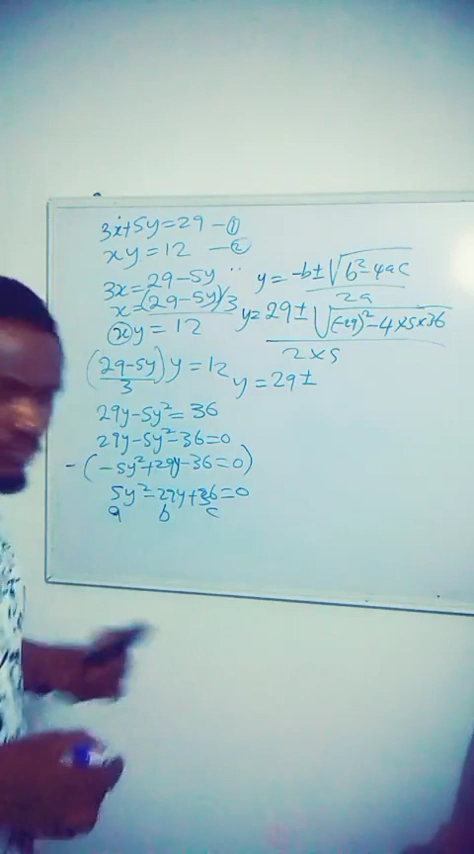 3x+5y=29 —①
xy=12 —②
3x=29-5y
x=(29-5y)/3
ⓧy=12
(29-5y/3)y=12
29y-5y²=36
29y-5y²-36=0
-(-5y²+29y-36=0)
5y²-29y+36=0
a b c
∴ y=-b±√b²-4ac/2a
y=29±√(-29)²-4×5×36/2×5
y=29±